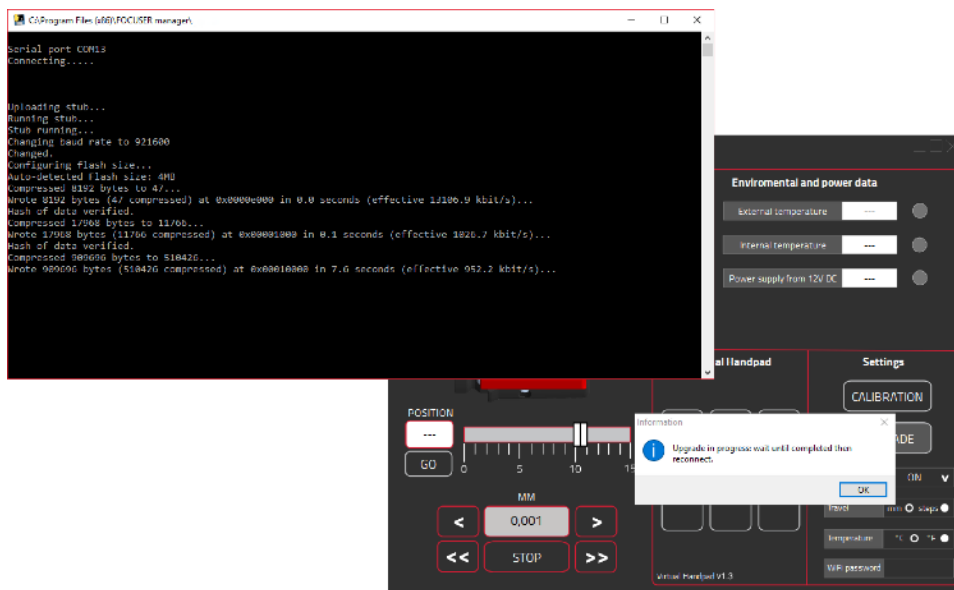 C:\Program Files (x86)\FOCUSER manager\
Serial port COM13
Connecting.....
Uploading stub...
Running stub...
Stub running...
Changing baud rate to 921600
Changed.
Configuring flash size...
Auto-detected Flash size: 4MB
Compressed 8192 bytes to 47...
Wrote 8192 bytes (47 compressed) at 0x0000e000 in 0.0 seconds (effective 13106.9 kbit/s)...
Hash of data verified.
Compressed 17968 bytes to 11766...
Wrote 17968 bytes (11766 compressed) at 0x00001000 in 0.1 seconds (effective 1026.7 kbit/s)...
Hash of data verified.
Compressed 909696 bytes to 510426...
Wrote 909696 bytes (510426 compressed) at 0x00010000 in 7.6 seconds (effective 952.2 kbit/s)...
Enviromental and power data
External temperature ---
Internal temperature ---
Power supply from 12V DC ---
al Handpad
Settings
CALIBRATION
ADE
ON v
Travel mm steps
Temperature °C °F
WiFi password
Information
Upgrade in progress: wait until completed then
reconnect.
OK
POSITION
---
GO
0 5 10 15
MM
< 0,001 >
<< STOP >>
Virtual Handpad V1.3